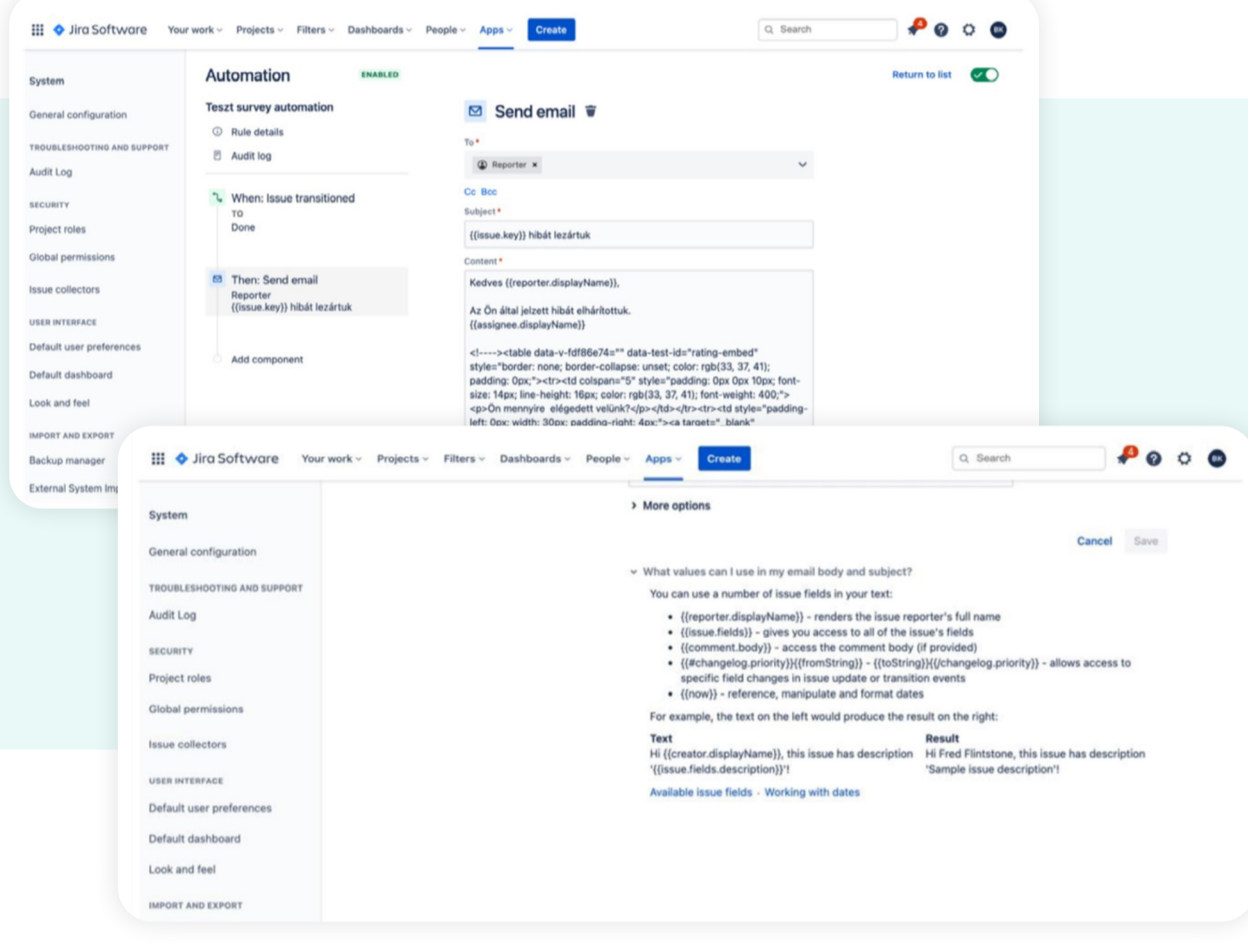 Jira Software
Your work
Projects
Filters
Dashboards
People
Apps
Create
Search
4
BK
System
General configuration
TROUBLESHOOTING AND SUPPORT
Audit Log
SECURITY
Project roles
Global permissions
Issue collectors
USER INTERFACE
Default user preferences
Default dashboard
Look and feel
IMPORT AND EXPORT
Backup manager
External System Imp
Automation
ENABLED
Return to list
Teszt survey automation
Rule details
Audit log
When: Issue transitioned
TO
Done
Then: Send email
Reporter
{{issue.key}} hibát lezártuk
Add component
Send email
To *
Reporter ×
Cc Bcc
Subject *
{{issue.key}} hibát lezártuk
Content *
Kedves {{reporter.displayName}},
Az Ön által jelzett hibát elhárítottuk.
{{assignee.displayName}}
<!----><table data-v-fdf86e74="" data-test-id="rating-embed"
style="border: none; border-collapse: unset; color: rgb(33, 37, 41);
padding: 0px;"><tr><td colspan="5" style="padding: 0px 0px 10px; font-
size: 14px; line-height: 16px; color: rgb(33, 37, 41); font-weight: 400;">
<p>Ön mennyire elégedett velünk?</p></td></tr><tr><td style="padding-
left: 0px; width: 30px; padding-right: 4px;"><a target="_blank"
Jira Software
Your work
Projects
Filters
Dashboards
People
Apps
Create
Search
4
BK
System
General configuration
TROUBLESHOOTING AND SUPPORT
Audit Log
SECURITY
Project roles
Global permissions
Issue collectors
USER INTERFACE
Default user preferences
Default dashboard
Look and feel
IMPORT AND EXPORT
More options
Cancel
Save
What values can I use in my email body and subject?
You can use a number of issue fields in your text:
• {{reporter.displayName}} - renders the issue reporter's full name
• {{issue.fields}} - gives you access to all of the issue's fields
• {{comment.body}} - access the comment body (if provided)
• {{#changelog.priority}}{{fromString}} - {{toString}}{{/changelog.priority}} - allows access to
specific field changes in issue update or transition events
• {{now}} - reference, manipulate and format dates
For example, the text on the left would produce the result on the right:
Text
Hi {{creator.displayName}}, this issue has description
'{{issue.fields.description}}'!
Result
Hi Fred Flintstone, this issue has description
'Sample issue description'!
Available issue fields · Working with dates